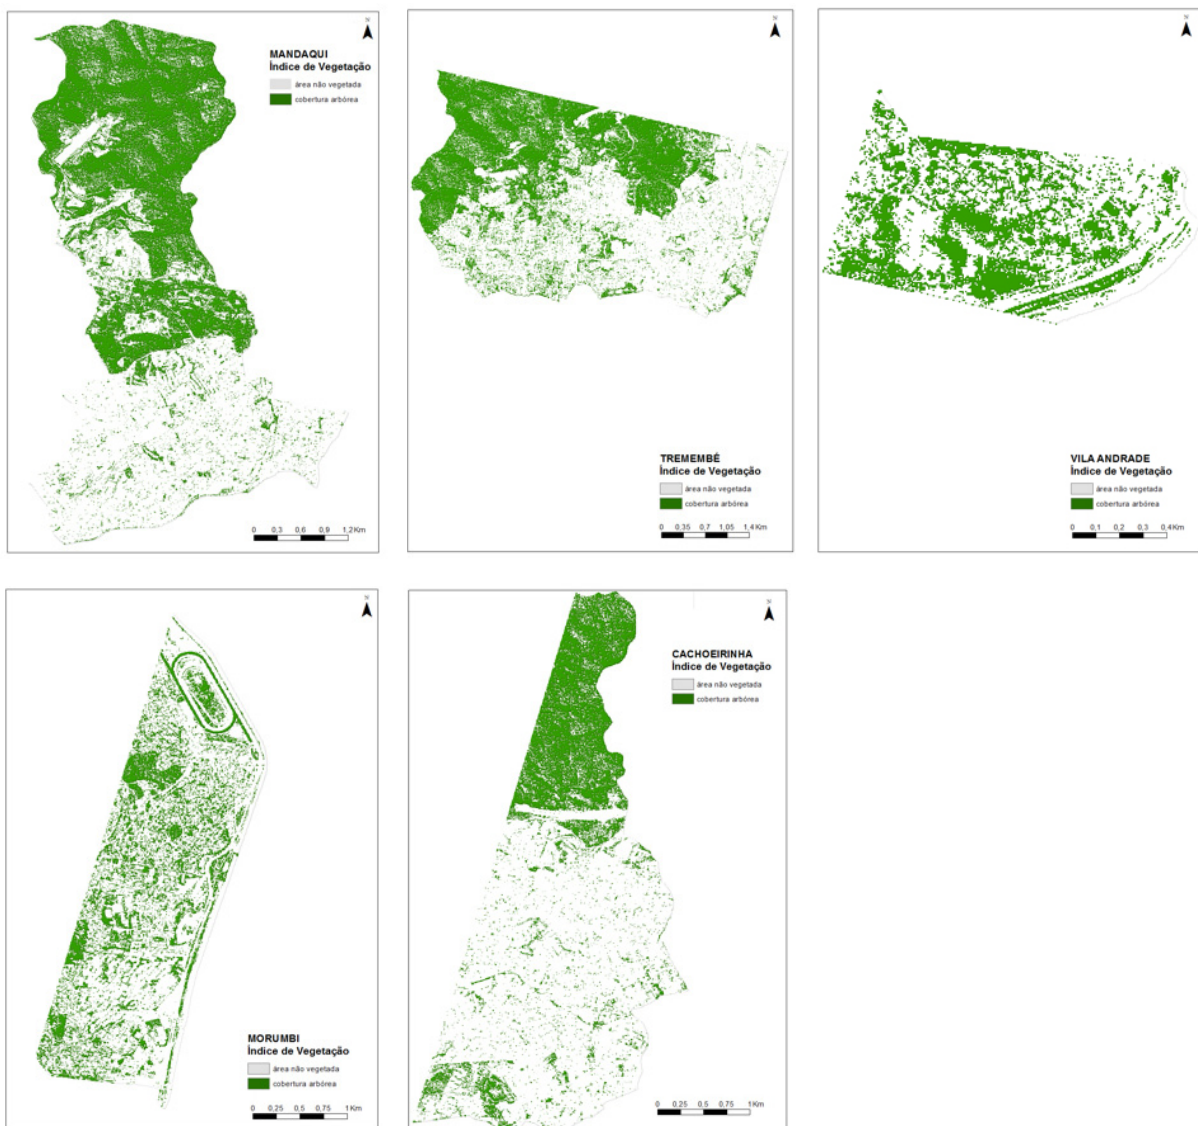 N
MANDAQUI
Índice de Vegetação
área não vegetada
cobertura arbórea
0 0,3 0,6 0,9 1,2 Km
N
TREMEMBÉ
Índice de Vegetação
área não vegetada
cobertura arbórea
0 0,35 0,7 1,05 1,4 Km
N
VILA ANDRADE
Índice de Vegetação
área não vegetada
cobertura arbórea
0 0,1 0,2 0,3 0,4 Km
N
MORUMBI
Índice de Vegetação
área não vegetada
cobertura arbórea
0 0,25 0,5 0,75 1 Km
N
CACHOEIRINHA
Índice de Vegetação
área não vegetada
cobertura arbórea
0 0,25 0,5 0,75 1 Km